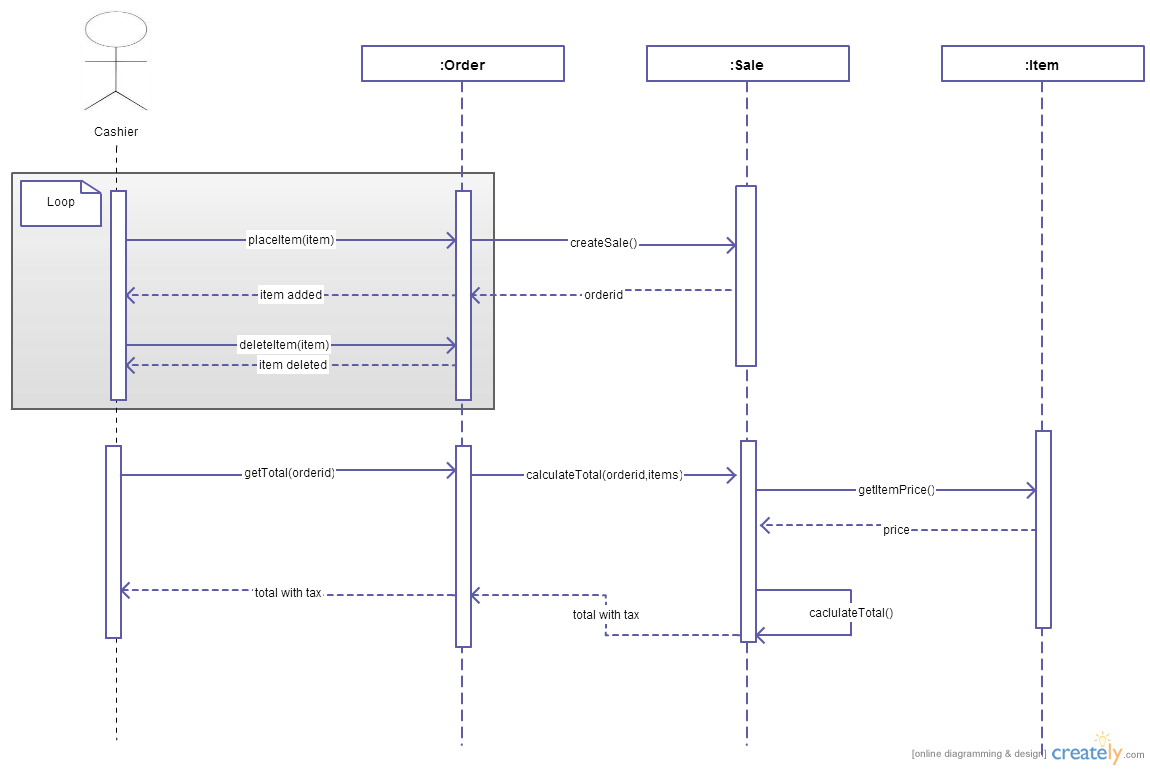 :Order
:Sale
:Item
Cashier
Loop
placeItem(item)
createSale()
item added
orderid
deleteItem(item)
item deleted
getTotal(orderid)
calculateTotal(orderid,items)
getItemPrice()
price
total with tax
total with tax
caclulateTotal()
[online diagramming & design] creately.com